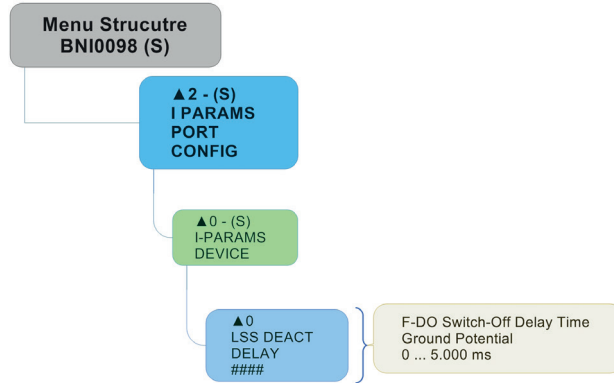 Menu Strucutre
BNI0098 (S)
▲2 - (S)
I PARAMS
PORT
CONFIG
▲0 - (S)
I-PARAMS
DEVICE
▲0
LSS DEACT
DELAY
####
F-DO Switch-Off Delay Time
Ground Potential
0 ... 5.000 ms